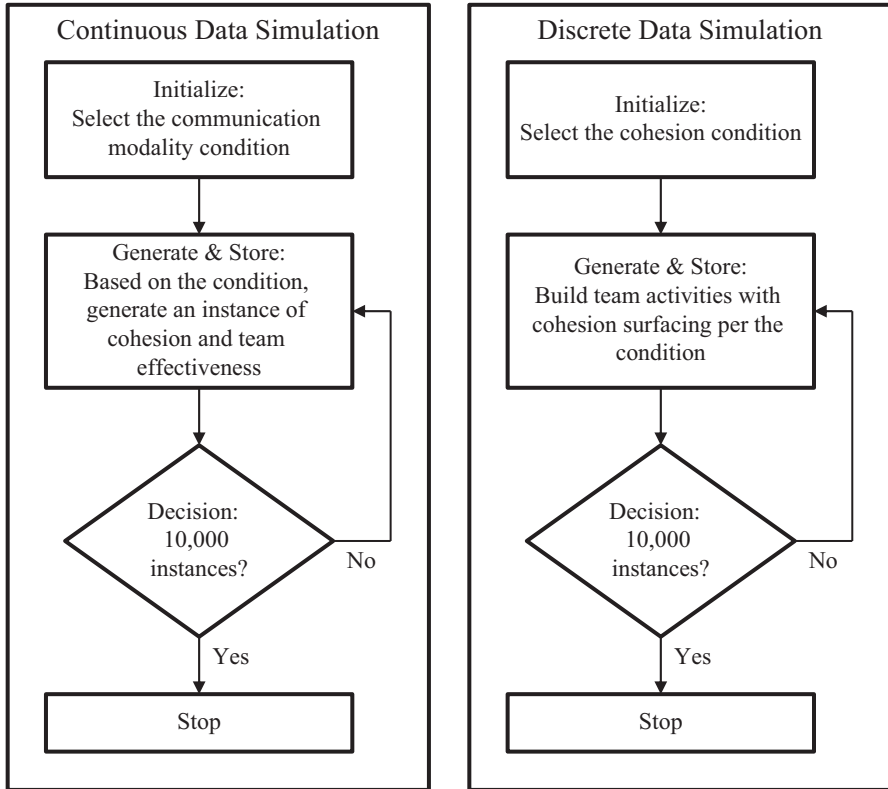 Continuous Data Simulation
Initialize:
Select the communication
modality condition
Generate & Store:
Based on the condition,
generate an instance of
cohesion and team
effectiveness
Decision:
10,000
instances?
No
Yes
Stop
Discrete Data Simulation
Initialize:
Select the cohesion condition
Generate & Store:
Build team activities with
cohesion surfacing per the
condition
Decision:
10,000
instances?
No
Yes
Stop